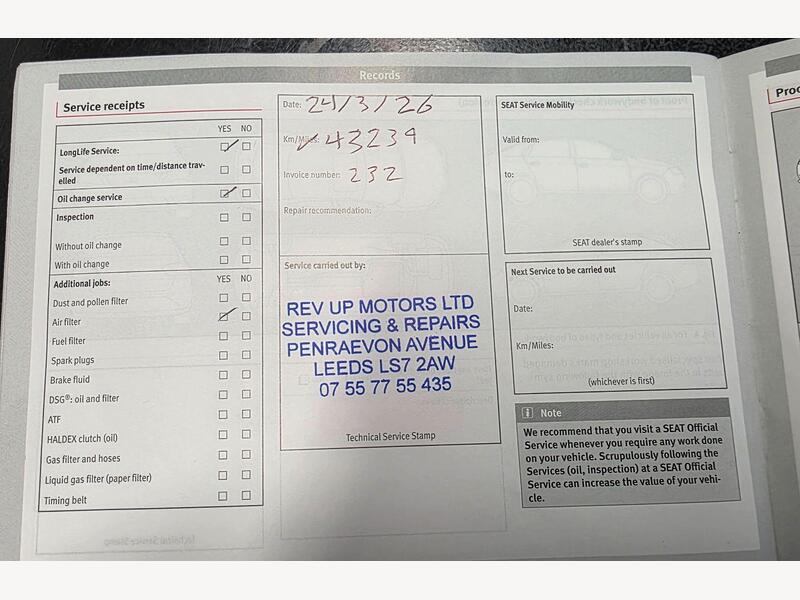 Records
Service receipts
YES NO
LongLife Service:
Service dependent on time/distance trav-
elled
Oil change service
Inspection
Without oil change
With oil change
Additional jobs: YES NO
Dust and pollen filter
Air filter
Fuel filter
Spark plugs
Brake fluid
DSG®: oil and filter
ATF
HALDEX clutch (oil)
Gas filter and hoses
Liquid gas filter (paper filter)
Timing belt
Date: 24/3/26
Km/Miles: 43239
Invoice number: 232
Repair recommendation:
Service carried out by:
REV UP MOTORS LTD
SERVICING & REPAIRS
PENRAEVON AVENUE
LEEDS LS7 2AW
07 55 77 55 435
Technical Service Stamp
SEAT Service Mobility
Valid from:
to:
SEAT dealer's stamp
Next Service to be carried out
Date:
Km/Miles:
(whichever is first)
Note
We recommend that you visit a SEAT Official
Service whenever you require any work done
on your vehicle. Scrupulously following the
Services (oil, inspection) at a SEAT Official
Service can increase the value of your vehi-
cle.